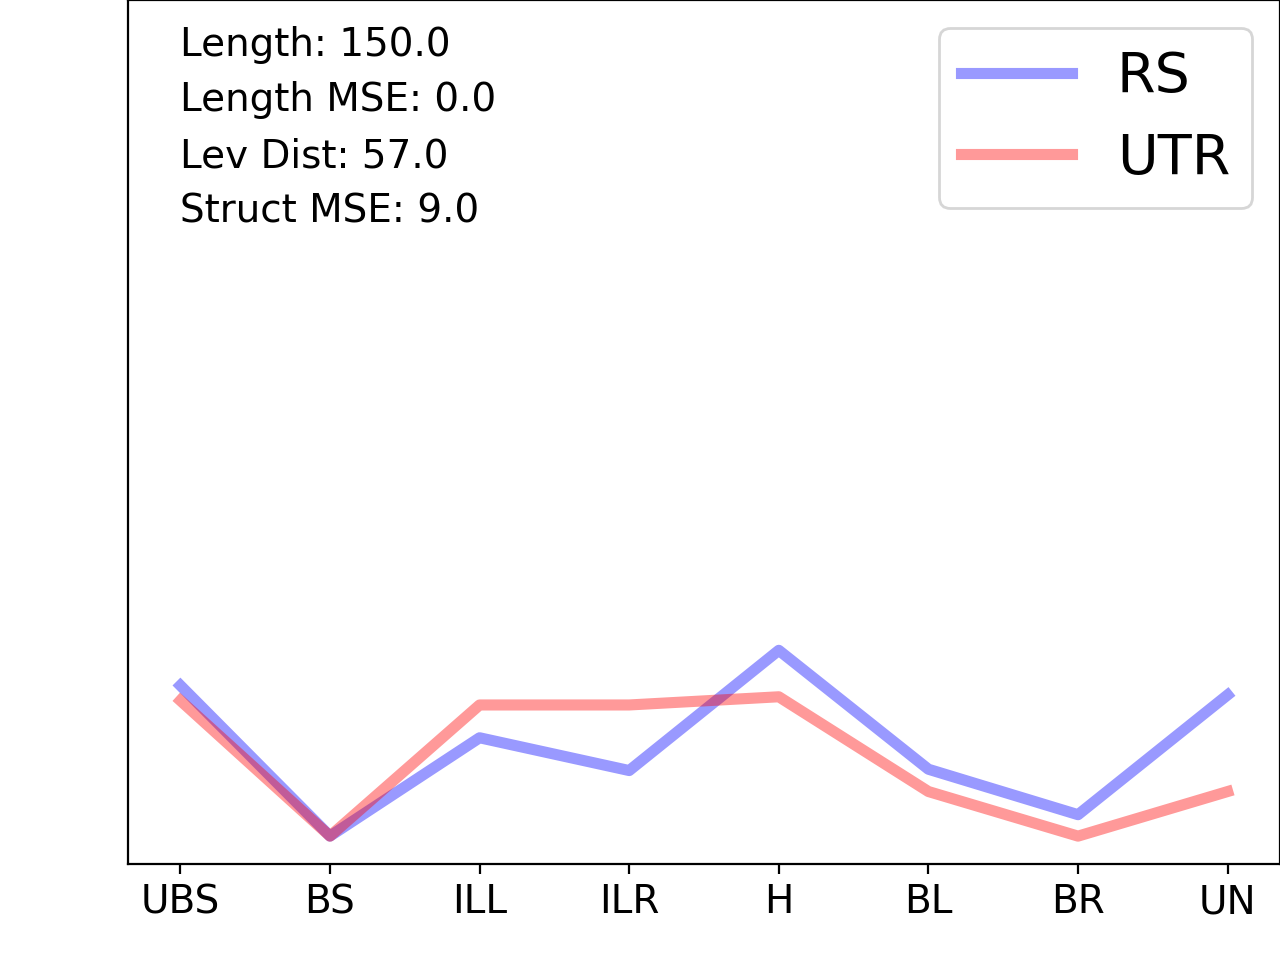 Length: 150.0
Length MSE: 0.0
Lev Dist: 57.0
Struct MSE: 9.0
RS
UTR
UBS BS ILL ILR H BL BR UN